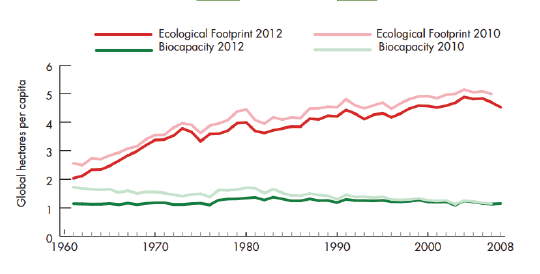 Ecological Footprint 2012
Biocapacity 2012
Ecological Footprint 2010
Biocapacity 2010
Global hectares per capita
6
5
4
3
2
1
0
1960
1970
1980
1990
2000
2008